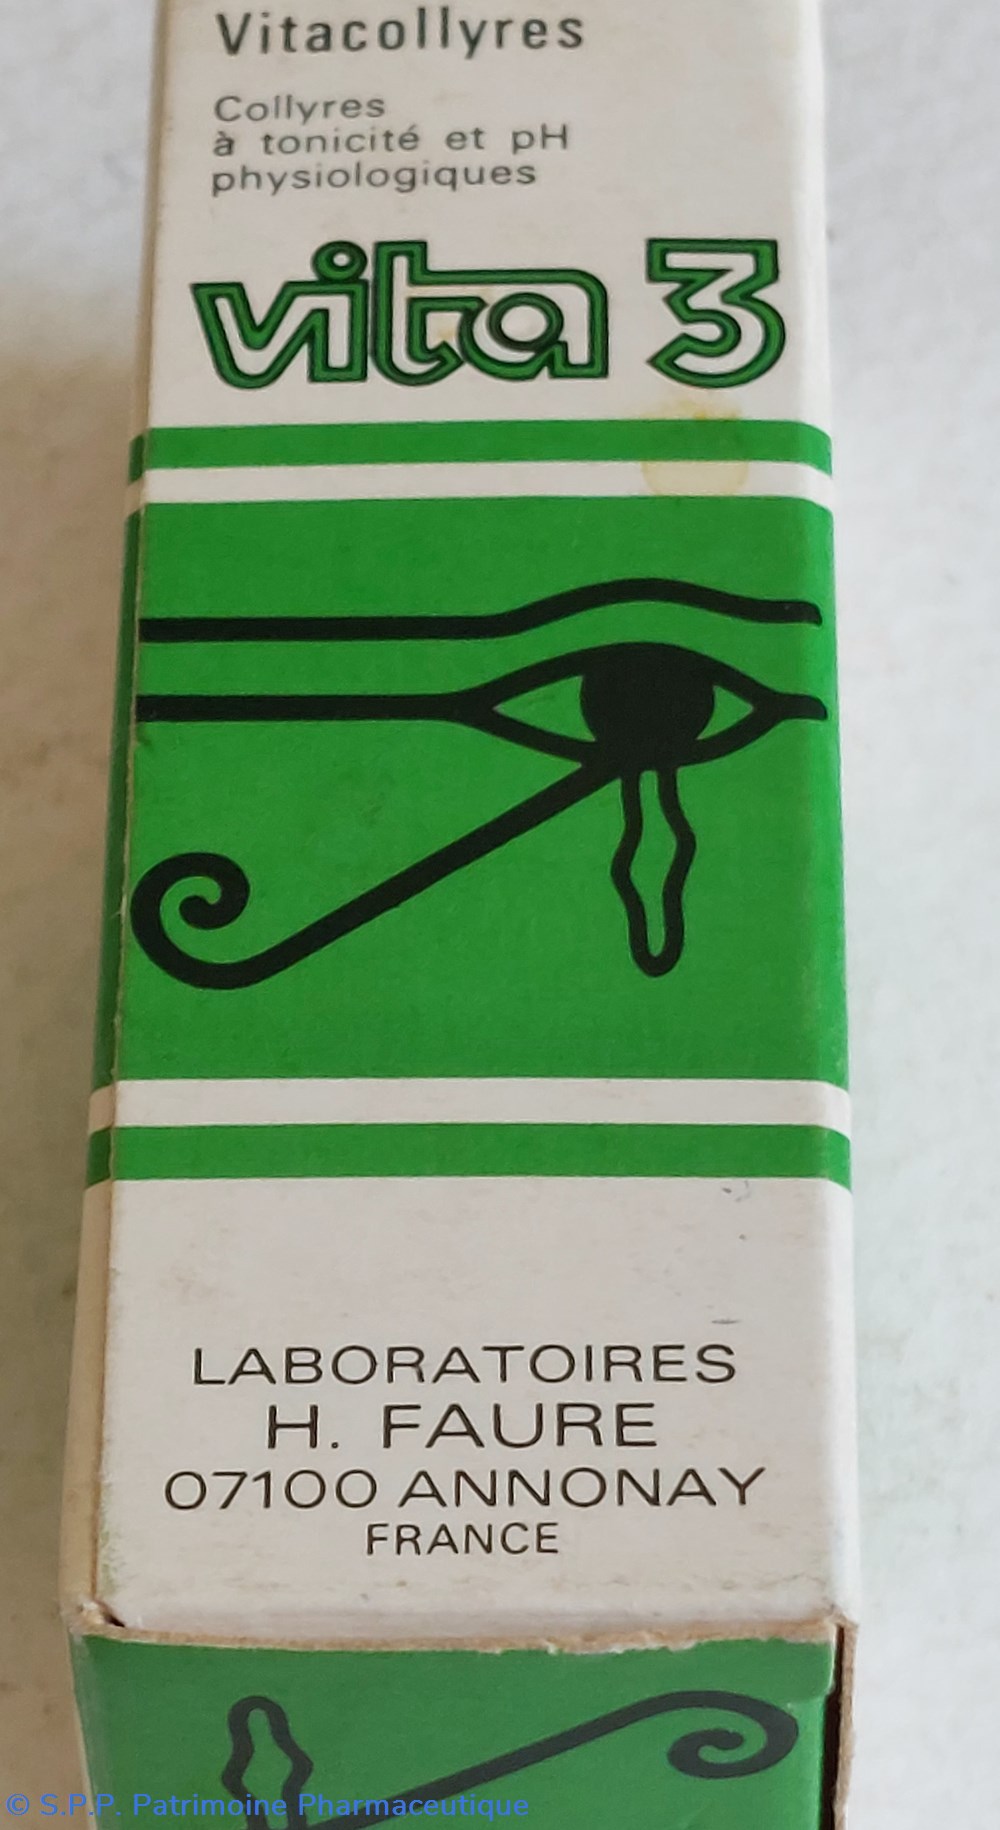 Vitacollyres
Collyres
à tonicité et pH
physiologiques
vita 3
LABORATOIRES
H. FAURE
07100 ANNONAY
FRANCE
© S.P.P. Patrimoine Pharmaceutique